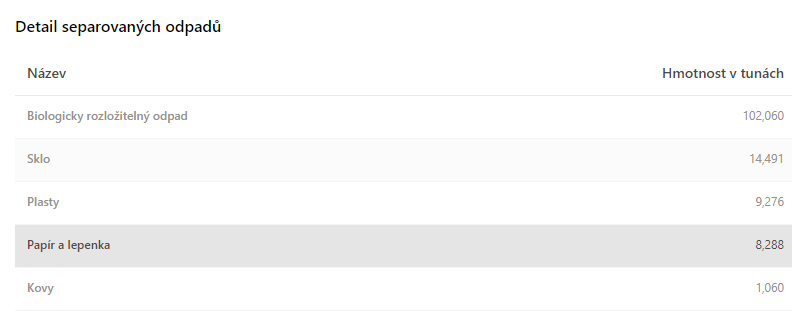 Detail separovaných odpadů
Název Hmotnost v tunách
Biologicky rozložitelný odpad 102,060
Sklo 14,491
Plasty 9,276
Papír a lepenka 8,288
Kovy 1,060